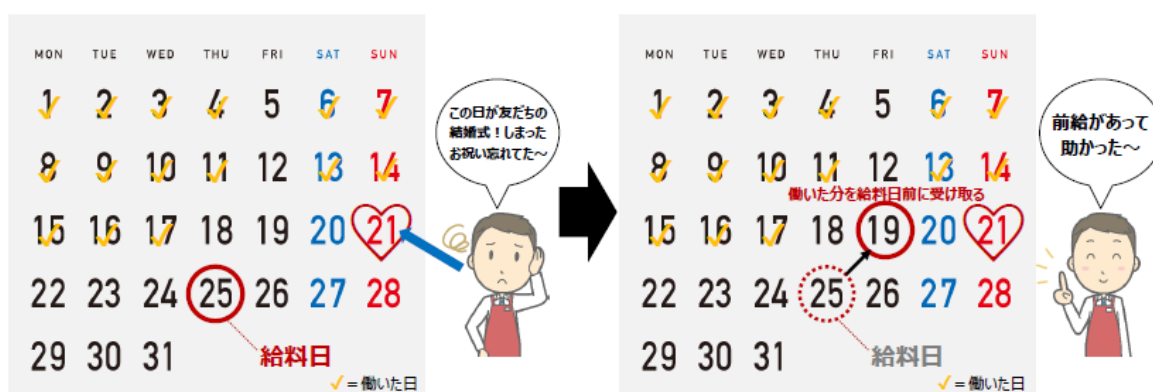 MON TUE WED THU FRI SAT SUN
1 2 3 4 5 6 7
8 9 10 11 12 13 14
15 16 17 18 19 20 21
22 23 24 25 26 27 28
29 30 31
給料日
✓=働いた日
この日が友だちの
結婚式！しまった
お祝い忘れてた～
MON TUE WED THU FRI SAT SUN
1 2 3 4 5 6 7
8 9 10 11 12 13 14
働いた分を給料日前に受け取る
15 16 17 18 19 20 21
22 23 24 25 26 27 28
29 30 31
給料日
✓=働いた日
前給があって
助かった～